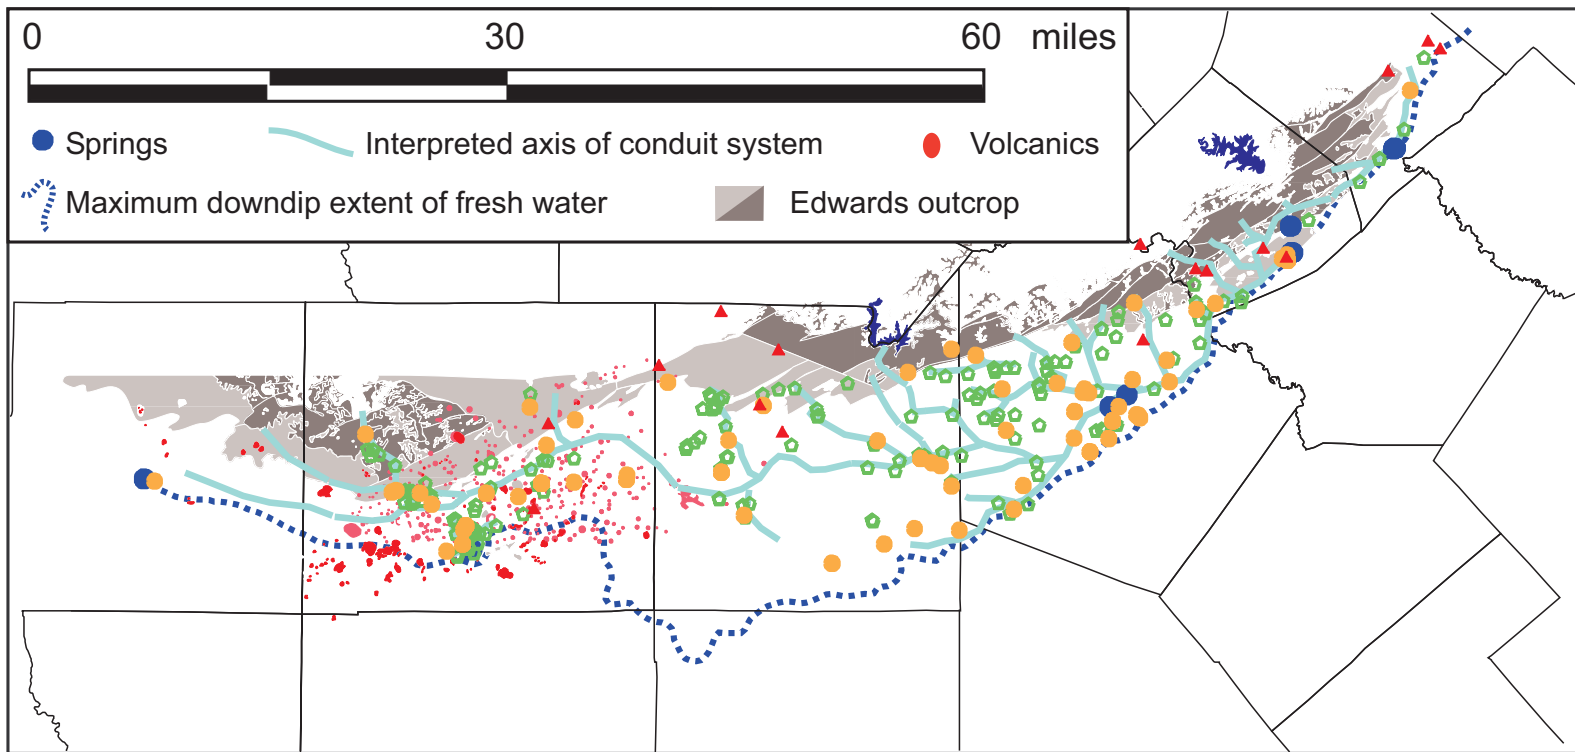 0 30 60 miles
Springs Interpreted axis of conduit system Volcanics
Maximum downdip extent of fresh water Edwards outcrop